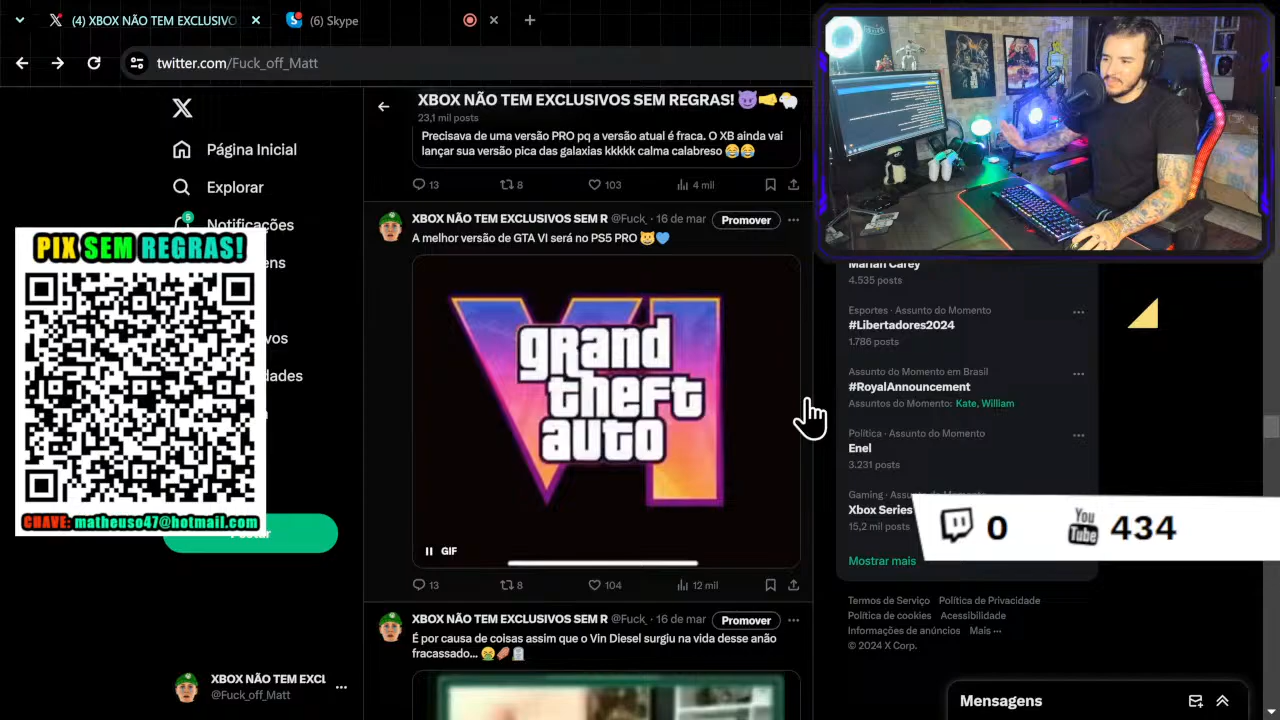 (4) XBOX NÃO TEM EXCLUSIVO
(6) Skype
twitter.com/Fuck_off_Matt
Página Inicial
Explorar
5
Notificações
PIX SEM REGRAS!
CHAVE: matheuso47@hotmail.com
XBOX NÃO TEM EXCL
@Fuck_off_Matt
XBOX NÃO TEM EXCLUSIVOS SEM REGRAS! 😈🤜🐑
23,1 mil posts
Precisava de uma versão PRO pq a versão atual é fraca. O XB ainda vai
lançar sua versão pica das galaxias kkkkk calma calabreso 😂😂
13 8 103 4 mil
XBOX NÃO TEM EXCLUSIVOS SEM R @Fuck_ · 16 de mar Promover
A melhor versão de GTA VI será no PS5 PRO 😺💙
VI
grand
theft
auto
GIF
13 8 104 12 mil
XBOX NÃO TEM EXCLUSIVOS SEM R @Fuck_ · 16 de mar Promover
É por causa de coisas assim que o Vin Diesel surgiu na vida desse anão
fracassado...
Mariah Carey
4.535 posts
Esportes · Assunto do Momento
#Libertadores2024
1.786 posts
Assunto do Momento em Brasil
#RoyalAnnouncement
Assuntos do Momento: Kate, William
Política · Assunto do Momento
Enel
3.231 posts
Gaming · Assunto do Momento
Xbox Series
15,2 mil posts
Mostrar mais
0
You Tube 434
Termos de Serviço Política de Privacidade
Política de cookies Acessibilidade
Informações de anúncios Mais ...
© 2024 X Corp.
Mensagens